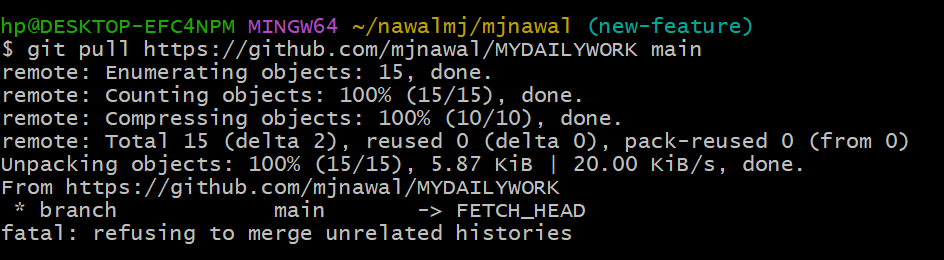 hp@DESKTOP-EFC4NPM MINGW64 ~/nawalmj/mjnawal (new-feature)
$ git pull https://github.com/mjnawal/MYDAILYWORK main
remote: Enumerating objects: 15, done.
remote: Counting objects: 100% (15/15), done.
remote: Compressing objects: 100% (10/10), done.
remote: Total 15 (delta 2), reused 0 (delta 0), pack-reused 0 (from 0)
Unpacking objects: 100% (15/15), 5.87 KiB | 20.00 KiB/s, done.
From https://github.com/mjnawal/MYDAILYWORK
 * branch            main       -> FETCH_HEAD
fatal: refusing to merge unrelated histories